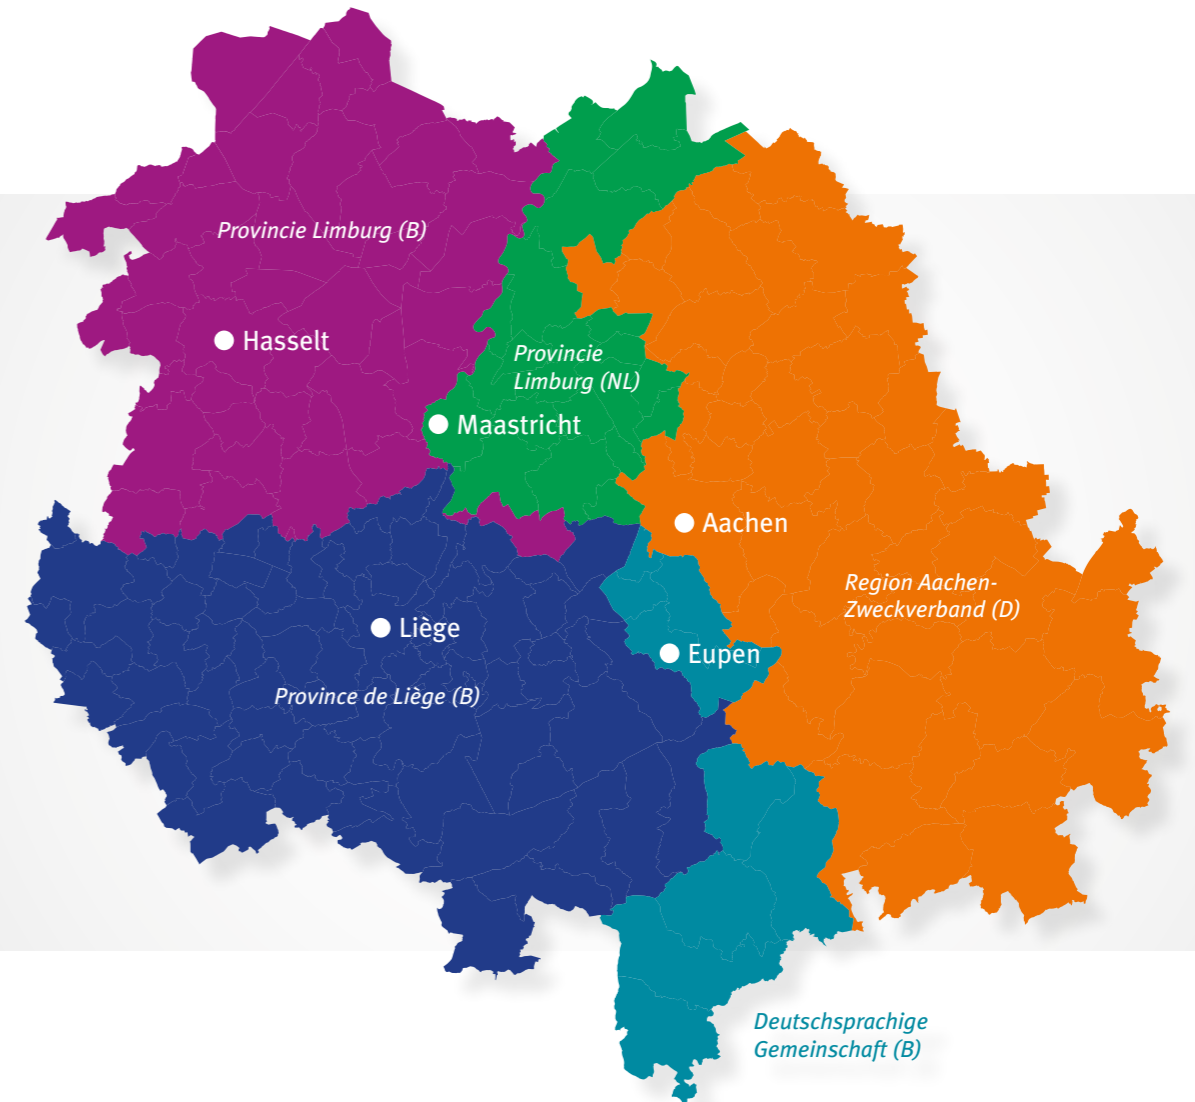 Provincie Limburg (B)
Hasselt
Provincie
Limburg (NL)
Maastricht
Aachen
Region Aachen-
Zweckverband (D)
Liège
Eupen
Province de Liège (B)
Deutschsprachige
Gemeinschaft (B)